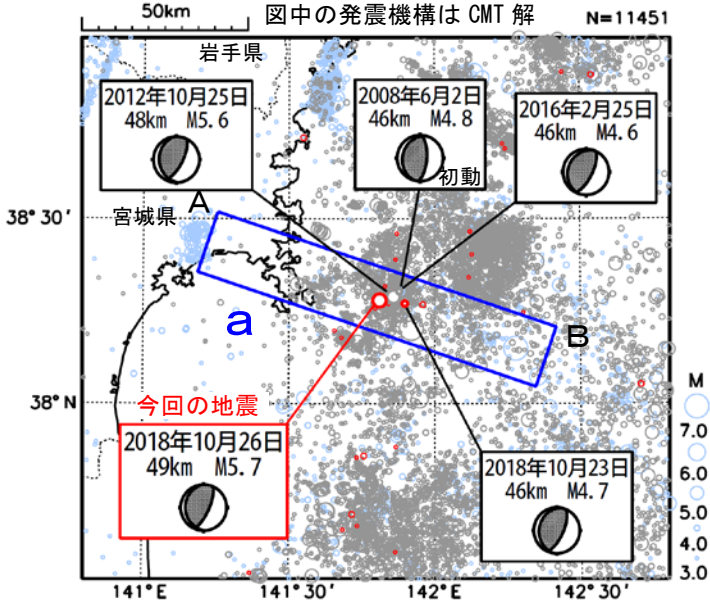 50km
図中の発震機構は CMT 解
N=11451
岩手県
2012年10月25日
48km M5.6
2008年6月2日
46km M4.8
初動
2016年2月25日
46km M4.6
38°30'
宮城県
A
a
B
38°N
今回の地震
2018年10月26日
49km M5.7
2018年10月23日
46km M4.7
M
7.0
6.0
5.0
4.0
3.0
141°E
141°30'
142°E
142°30'